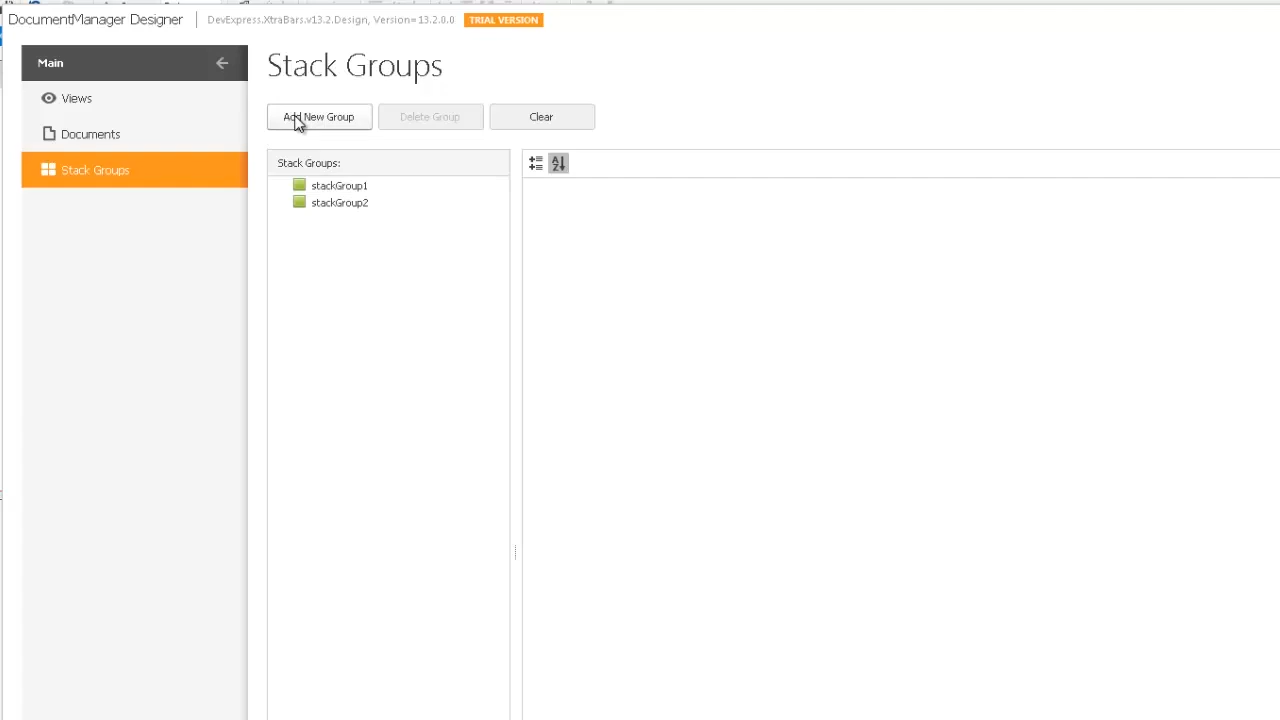 DocumentManager Designer | DevExpress.XtraBars.v13.2.Design, Version=13.2.0.0 TRIAL VERSION
Main
Views
Documents
Stack Groups
Stack Groups
Add New Group Delete Group Clear
Stack Groups:
stackGroup1
stackGroup2